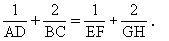 1/AD + 2/BC = 1/EF + 2/GH .